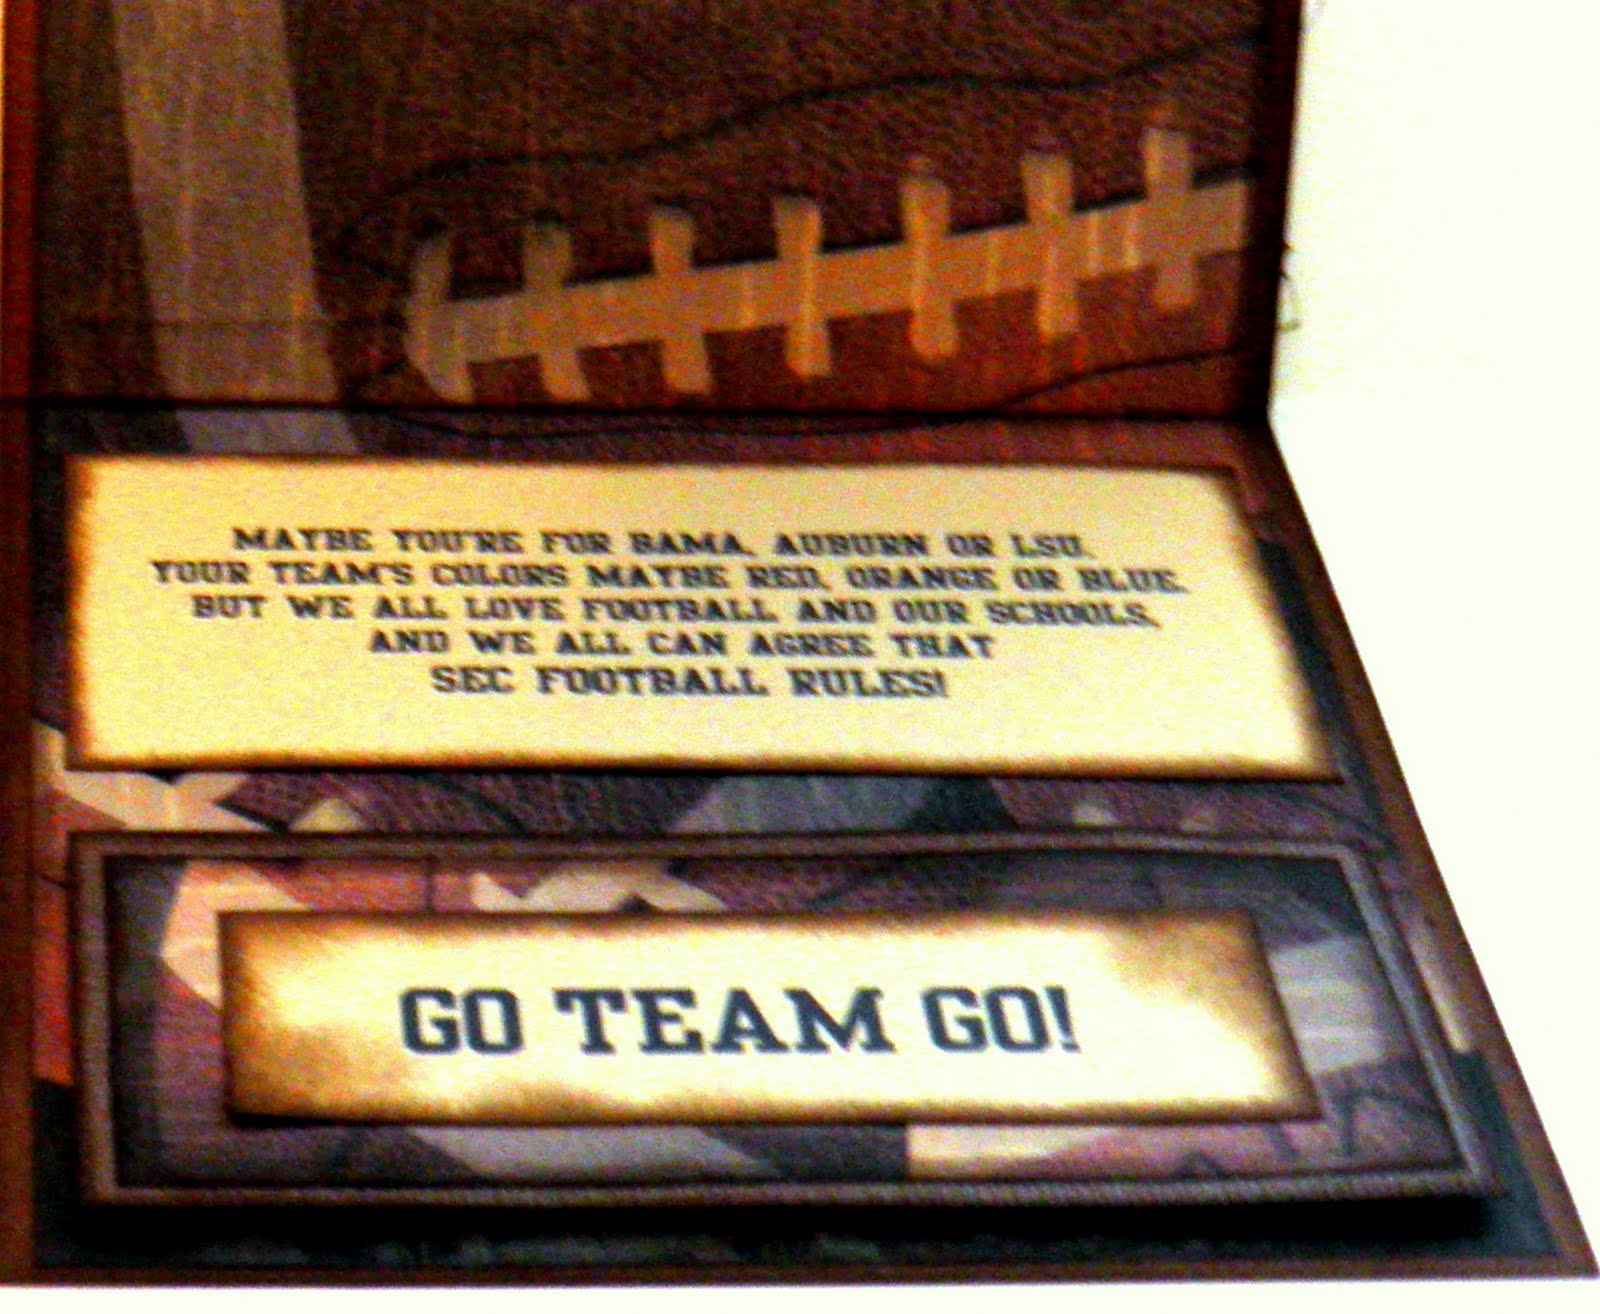 MAYBE YOU'RE FOR BAMA, AUBURN OR LSU.
YOUR TEAM'S COLORS MAYBE RED, ORANGE OR BLUE.
BUT WE ALL LOVE FOOTBALL AND OUR SCHOOLS,
AND WE ALL CAN AGREE THAT
SEC FOOTBALL RULES!
GO TEAM GO!